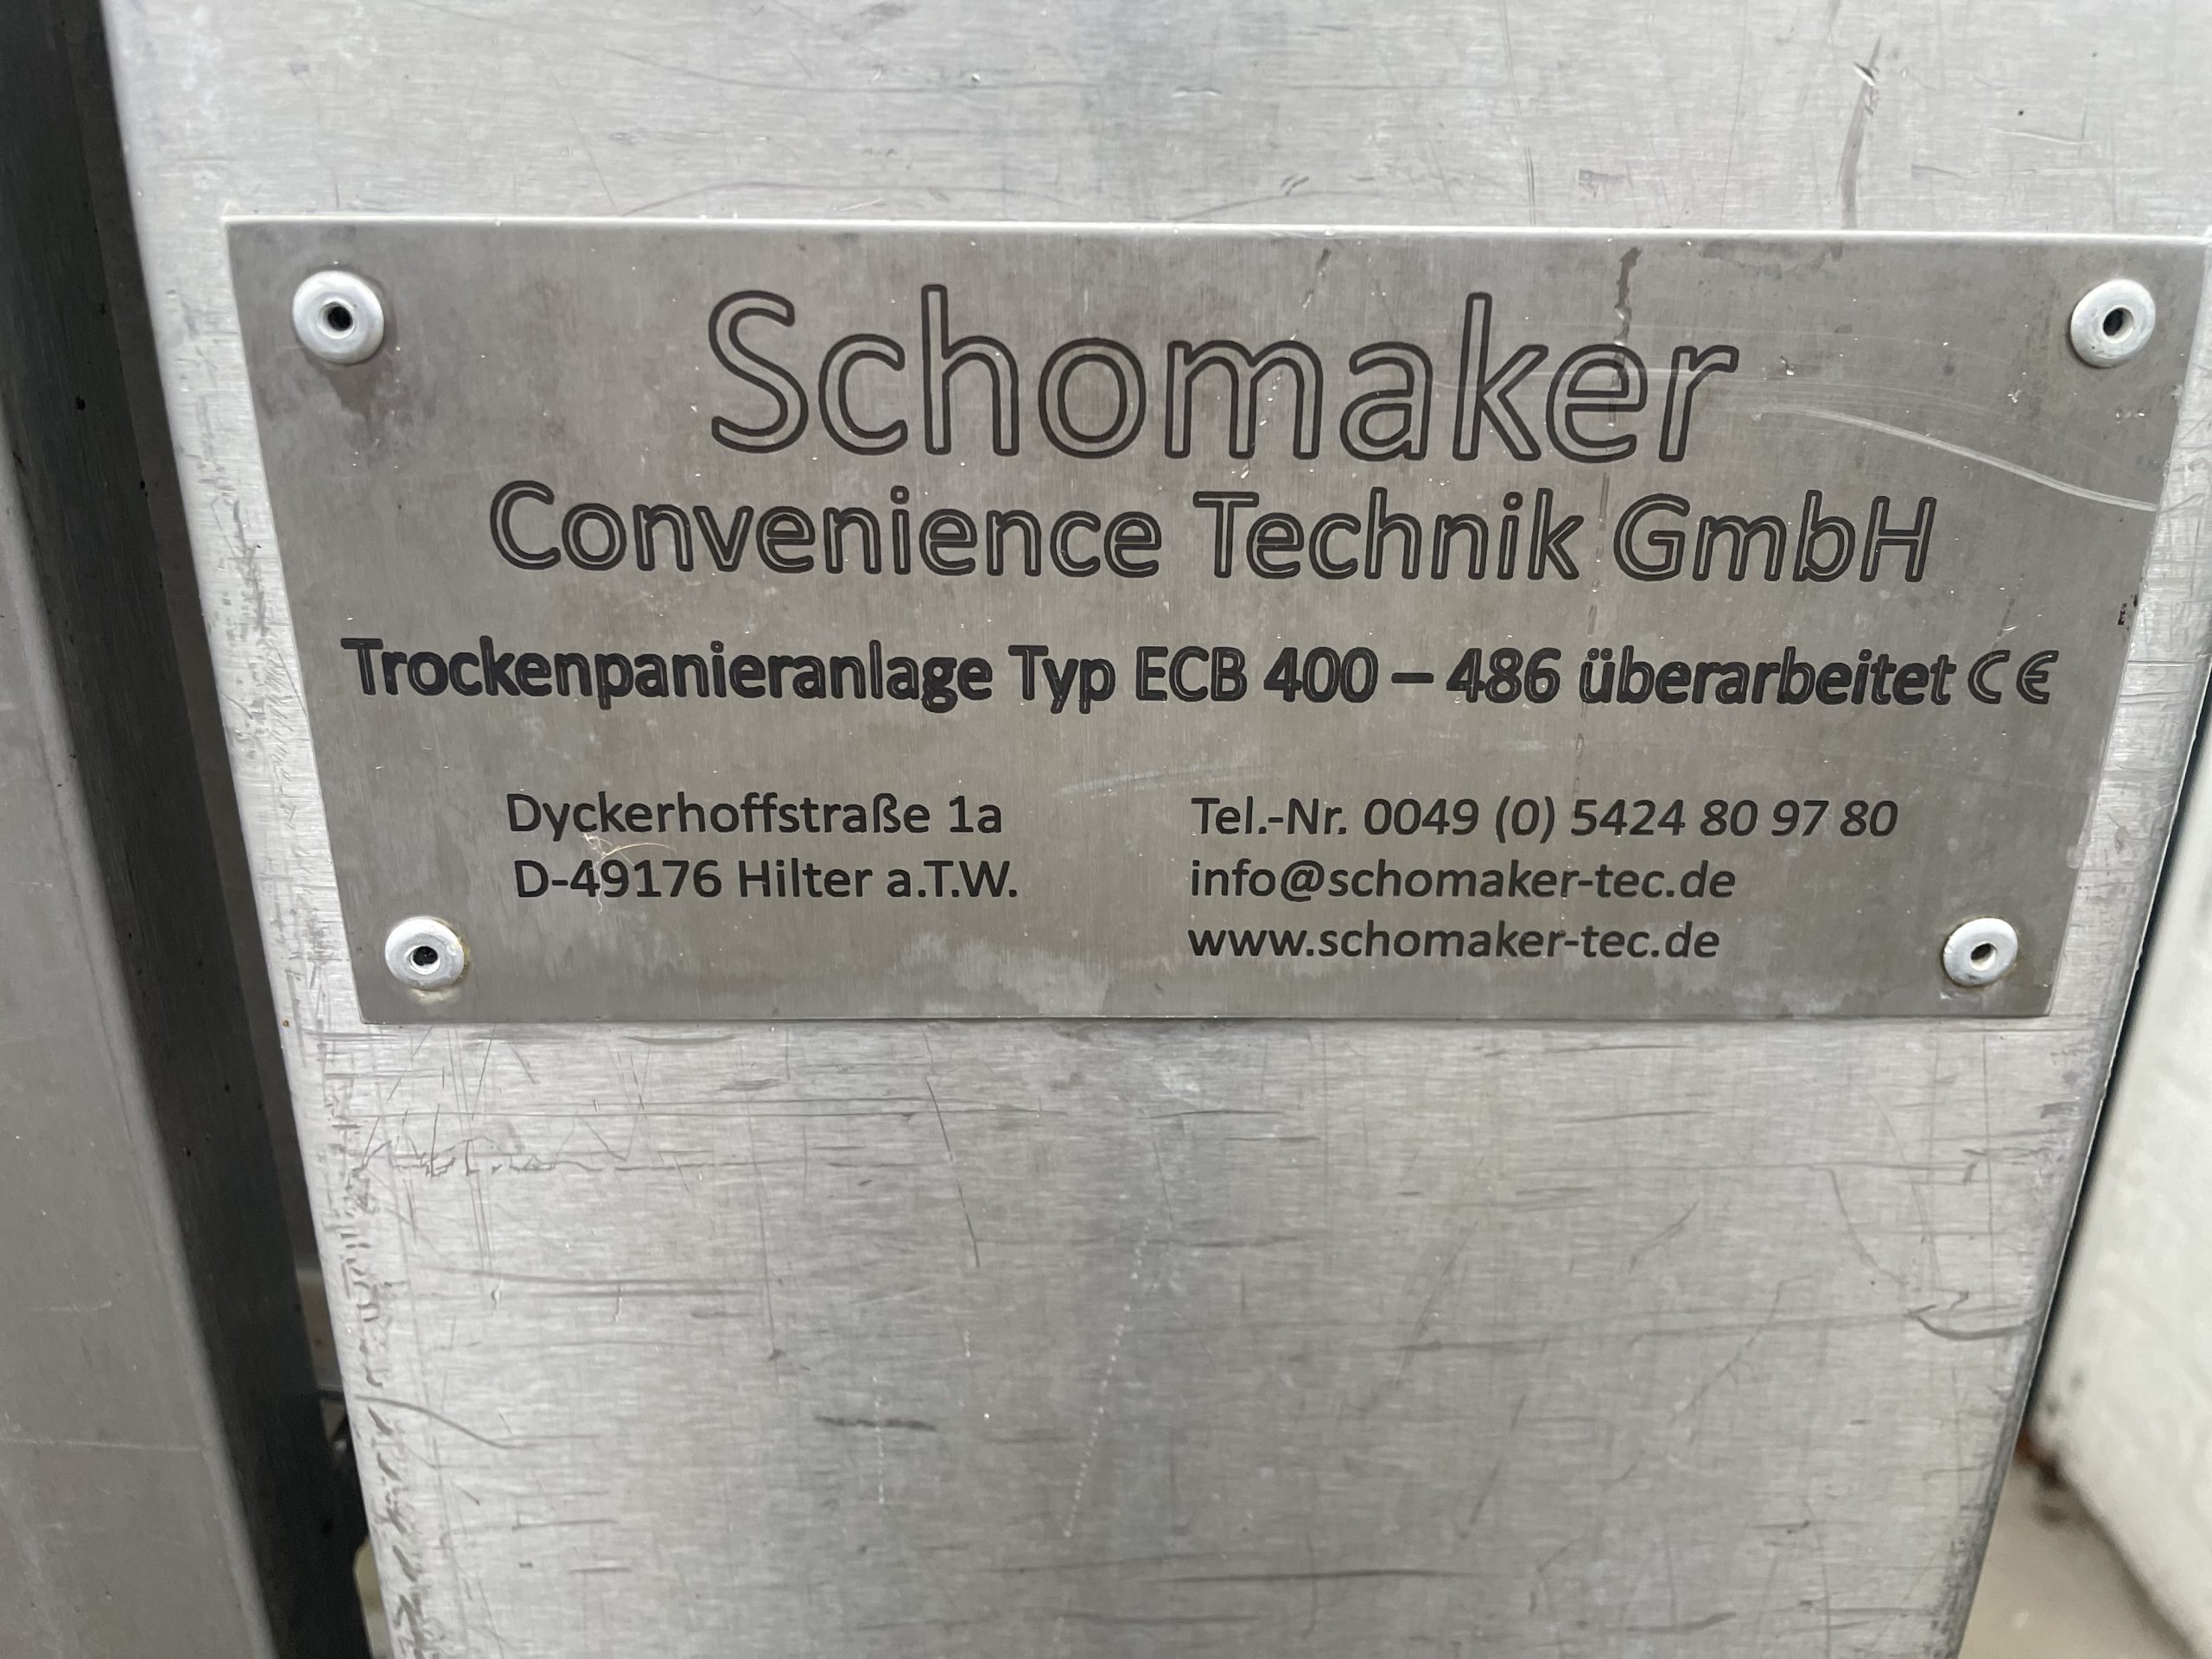 Schomaker
Convenience Technik GmbH
Trockenpanieranlage Typ ECB 400 – 486 überarbeitet CE
Dyckerhoffstraße 1a
D-49176 Hilter a.T.W.
Tel.-Nr. 0049 (0) 5424 80 97 80
info@schomaker-tec.de
www.schomaker-tec.de